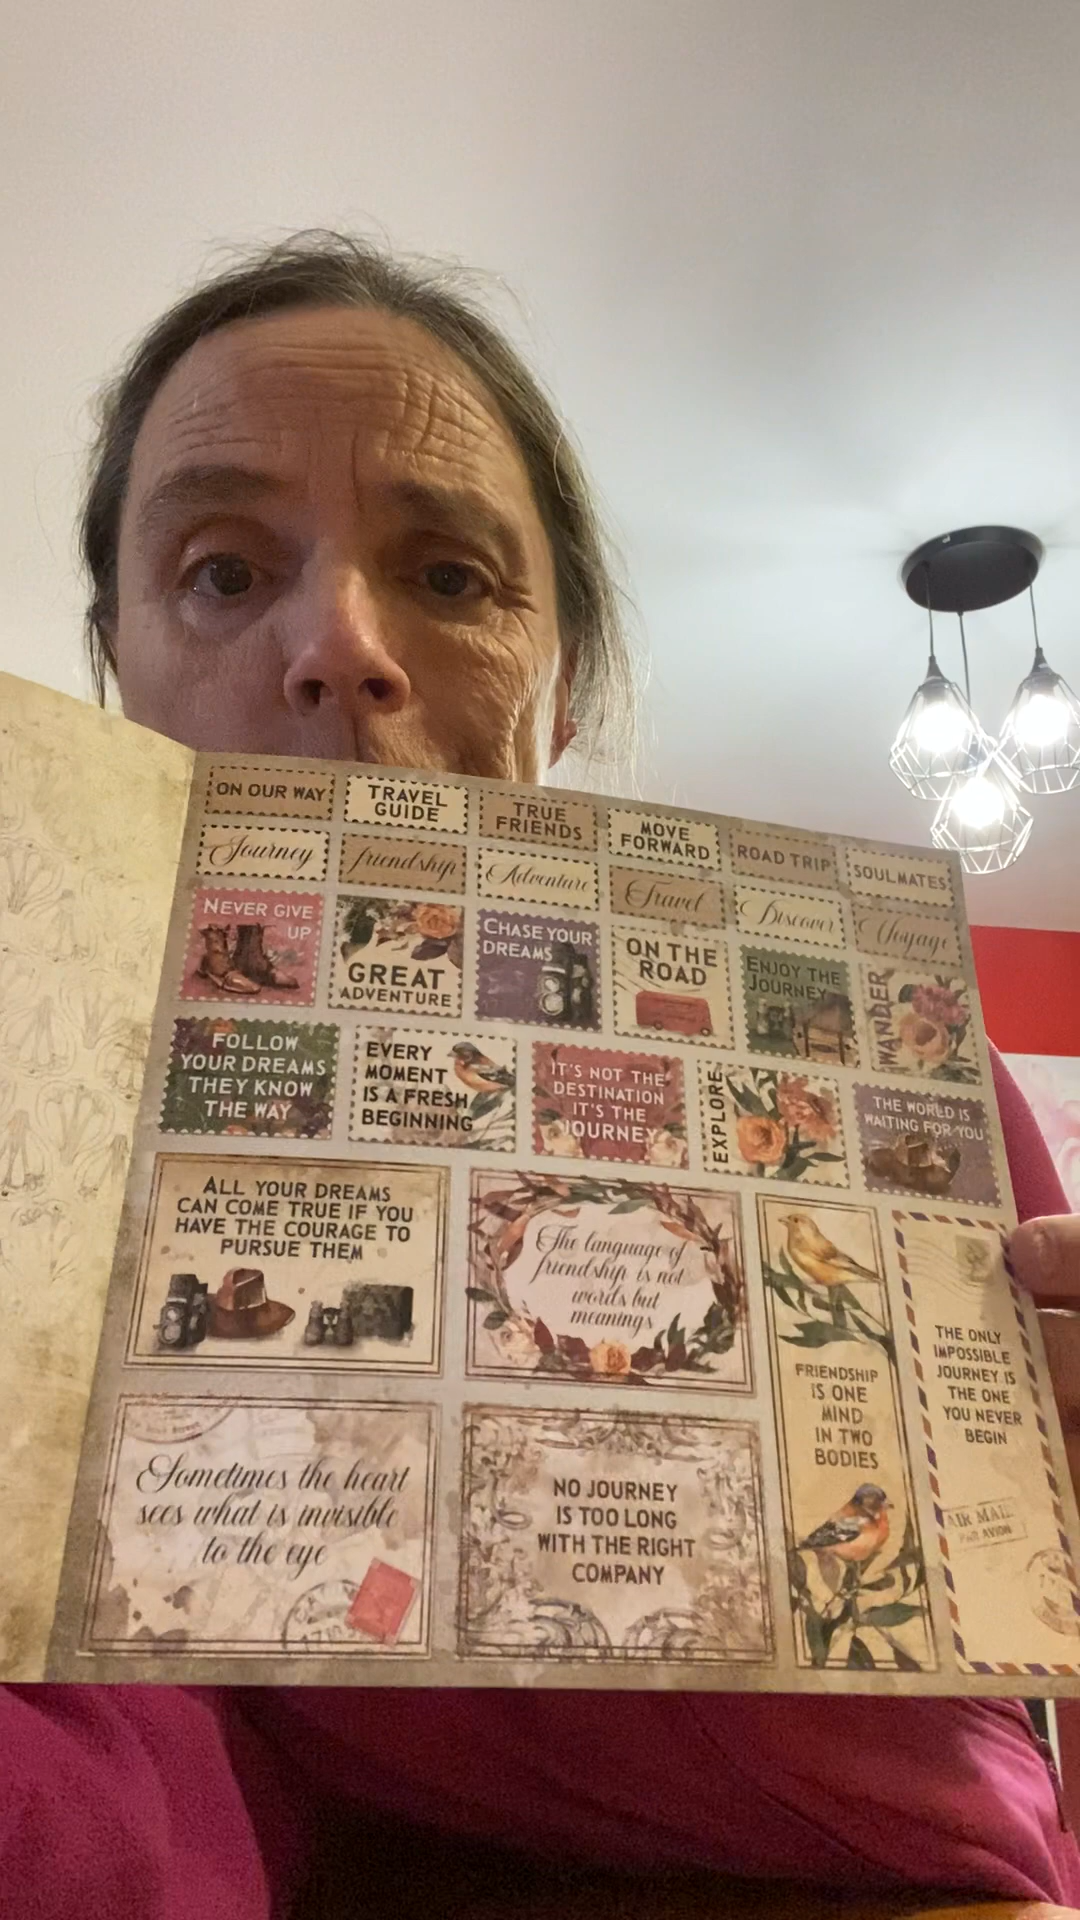 ON OUR WAY
TRAVEL
GUIDE
TRUE
FRIENDS
MOVE
FORWARD
ROAD TRIP
SOULMATES
Journey
friendship
Adventure
Travel
Discover
Voyage
NEVER GIVE
UP
GREAT
ADVENTURE
CHASE YOUR
DREAMS
ON THE
ROAD
ENJOY THE
JOURNEY
WANDER
FOLLOW
YOUR DREAMS
THEY KNOW
THE WAY
EVERY
MOMENT
IS A FRESH
BEGINNING
IT'S NOT THE
DESTINATION
IT'S THE
JOURNEY
EXPLORE
THE WORLD IS
WAITING FOR YOU
ALL YOUR DREAMS
CAN COME TRUE IF YOU
HAVE THE COURAGE TO
PURSUE THEM
The language of
friendship is not
words but
meanings
FRIENDSHIP
IS ONE
MIND
IN TWO
BODIES
THE ONLY
IMPOSSIBLE
JOURNEY IS
THE ONE
YOU NEVER
BEGIN
AIR MAIL
PAR AVION
Sometimes the heart
sees what is invisible
to the eye
NO JOURNEY
IS TOO LONG
WITH THE RIGHT
COMPANY